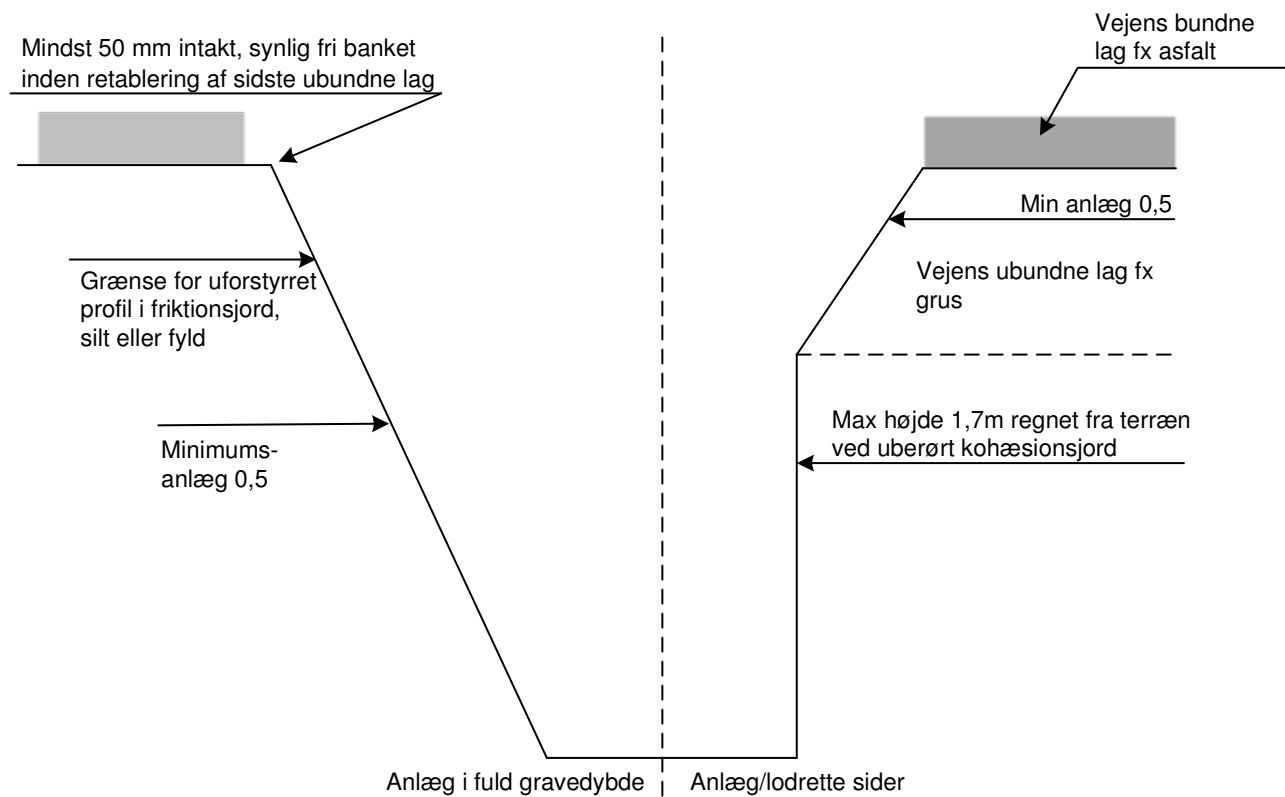 Mindst 50 mm intakt, synlig fri banket
inden retablering af sidste ubundne lag
Vejens bundne
lag fx asfalt
Min anlæg 0,5
Grænse for uforstyrret
profil i friktionsjord,
silt eller fyld
Vejens ubundne lag fx
grus
Minimums-
anlæg 0,5
Max højde 1,7m regnet fra terræn
ved uberørt kohæsionsjord
Anlæg i fuld gravedybde
Anlæg/lodrette sider